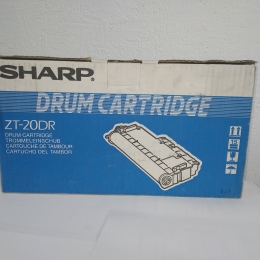 SHARP
DRUM CARTRIDGE
ZT-20DR
DRUM CARTRIDGE
TROMMELEINSCHUB
CARTOUCHE DE TAMBOUR
CARTUCHO DEL TAMBOR